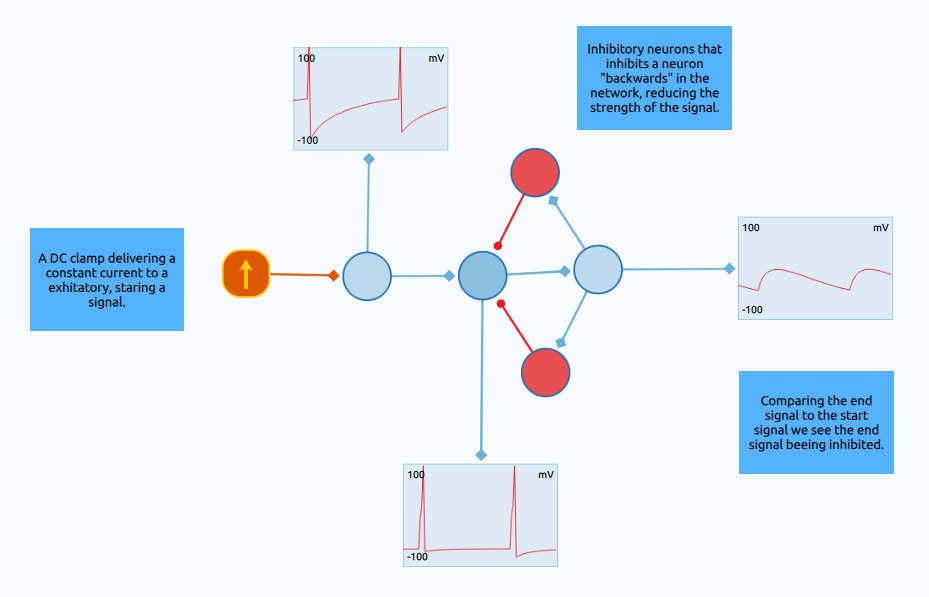 100
mV
-100
Inhibitory neurons that
inhibits a neuron
"backwards" in the
network, reducing the
strength of the signal.
A DC clamp delivering a
constant current to a
exhitatory, staring a
signal.
100
mV
-100
Comparing the end
signal to the start
signal we see the end
signal beeing inhibited.
100
mV
-100